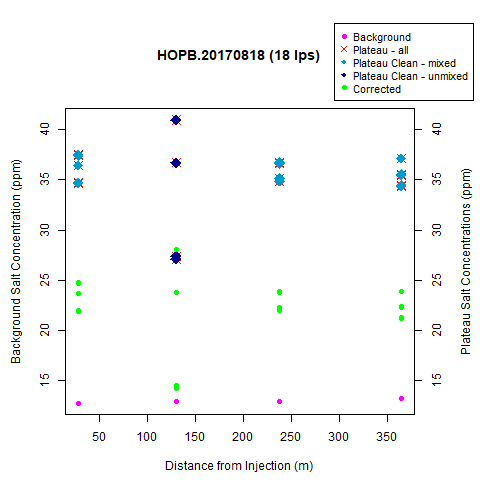 HOPB.20170818 (18 lps)
Background
Plateau - all
Plateau Clean - mixed
Plateau Clean - unmixed
Corrected
Background Salt Concentration (ppm)
40
35
30
25
20
15
40
35
30
25
20
15
Plateau Salt Concentrations (ppm)
50 100 150 200 250 300 350
Distance from Injection (m)